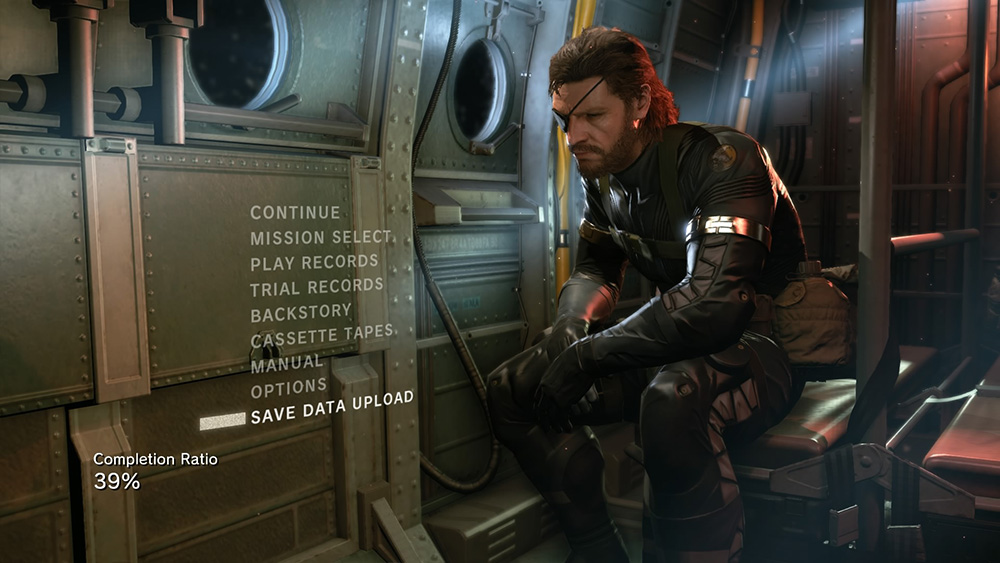 CONTINUE
MISSION SELECT
PLAY RECORDS
TRIAL RECORDS
BACKSTORY
CASSETTE TAPES
MANUAL
OPTIONS
SAVE DATA UPLOAD
Completion Ratio
39%